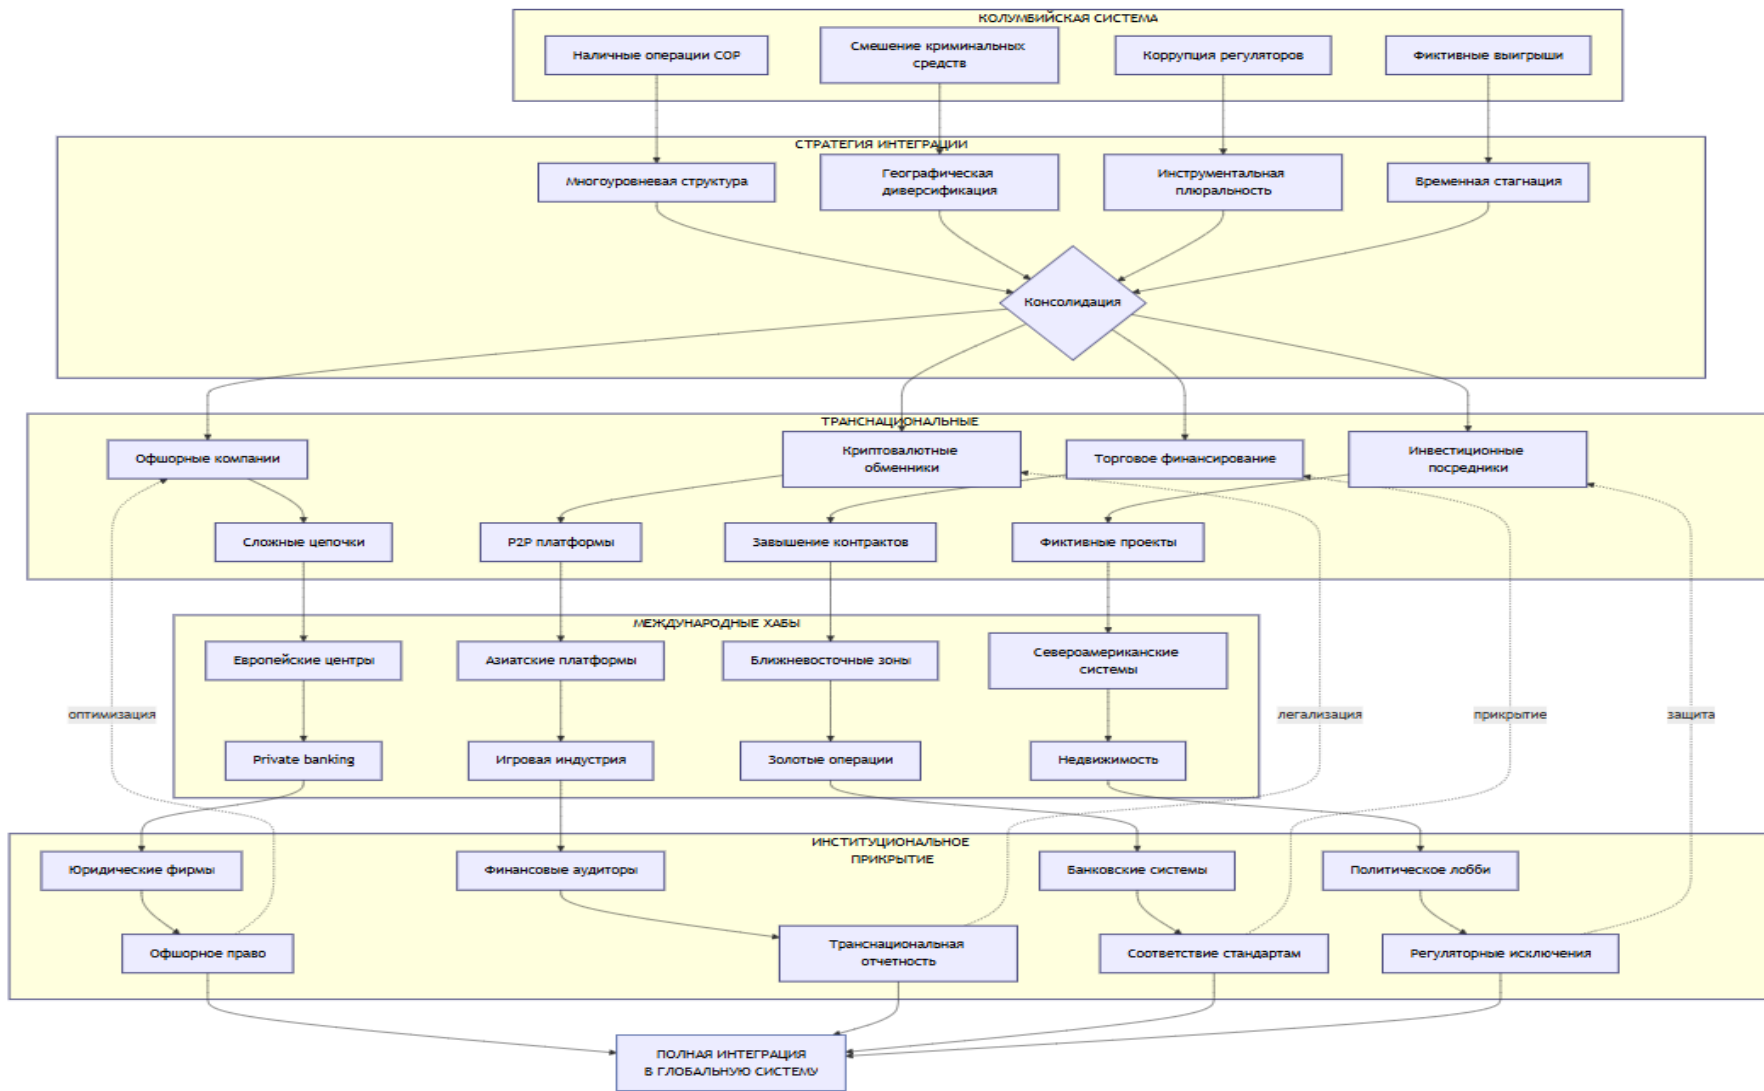 КОЛУМБИЙСКАЯ СИСТЕМА
Наличные операции COP
Смешение криминальных
средств
Коррупция регуляторов
Фиктивные выигрыши
СТРАТЕГИЯ ИНТЕГРАЦИИ
Многоуровневая структура
Географическая
диверсификация
Инструментальная
плюральность
Временная стагнация
Консолидация
ТРАНСНАЦИОНАЛЬНЫЕ
Офшорные компании
Криптовалютные
обменники
Торговое финансирование
Инвестиционные
посредники
Сложные цепочки
P2P платформы
Завышение контрактов
Фиктивные проекты
МЕЖДУНАРОДНЫЕ ХАБЫ
Европейские центры
Азиатские платформы
Ближневосточные зоны
Североамериканские
системы
оптимизация
легализация
прикрытие
защита
Private banking
Игровая индустрия
Золотые операции
Недвижимость
ИНСТИТУЦИОНАЛЬНОЕ
ПРИКРЫТИЕ
Юридические фирмы
Финансовые аудиторы
Банковские системы
Политическое лобби
Офшорное право
Транснациональная
отчетность
Соответствие стандартам
Регуляторные исключения
ПОЛНАЯ ИНТЕГРАЦИЯ
В ГЛОБАЛЬНУЮ СИСТЕМУ